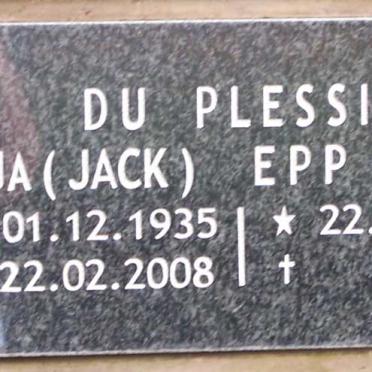 DU PLESSI
JA (JACK) EPP
01.12.1935 | ★ 22.
22.02.2008 | †